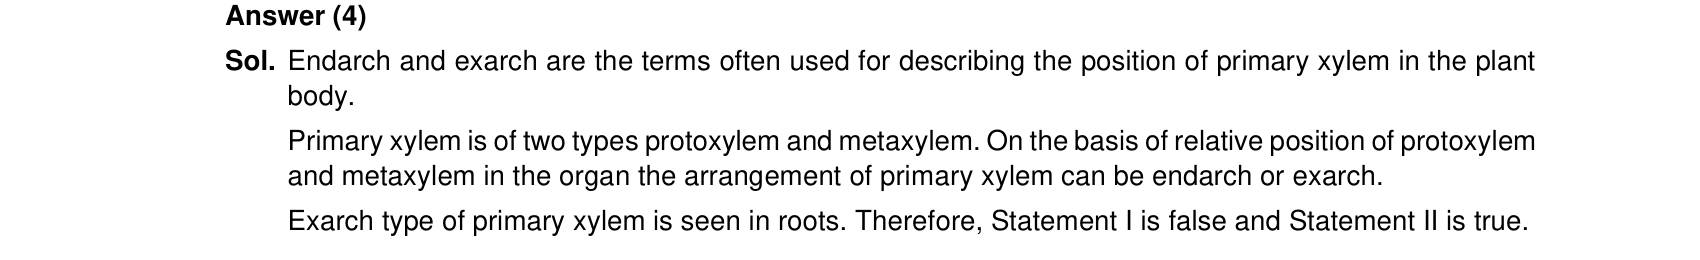 Answer (4)
Sol. Endarch and exarch are the terms often used for describing the position of primary xylem in the plant
body.
Primary xylem is of two types protoxylem and metaxylem. On the basis of relative position of protoxylem
and metaxylem in the organ the arrangement of primary xylem can be endarch or exarch.
Exarch type of primary xylem is seen in roots. Therefore, Statement I is false and Statement II is true.